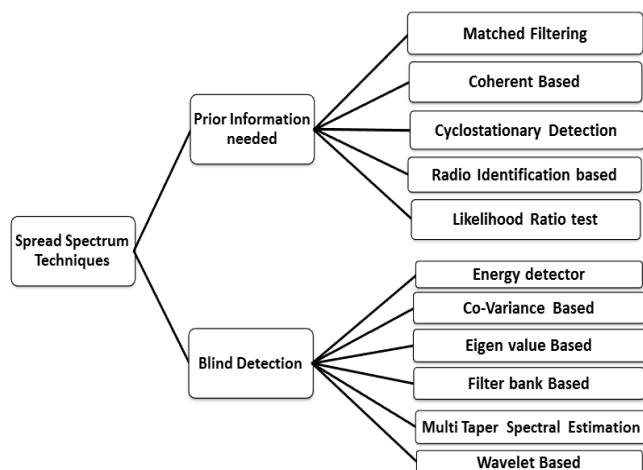 Spread Spectrum
Techniques
Prior Information
needed
Matched Filtering
Coherent Based
Cyclostationary Detection
Radio Identification based
Likelihood Ratio test
Blind Detection
Energy detector
Co-Variance Based
Eigen value Based
Filter bank Based
Multi Taper Spectral Estimation
Wavelet Based